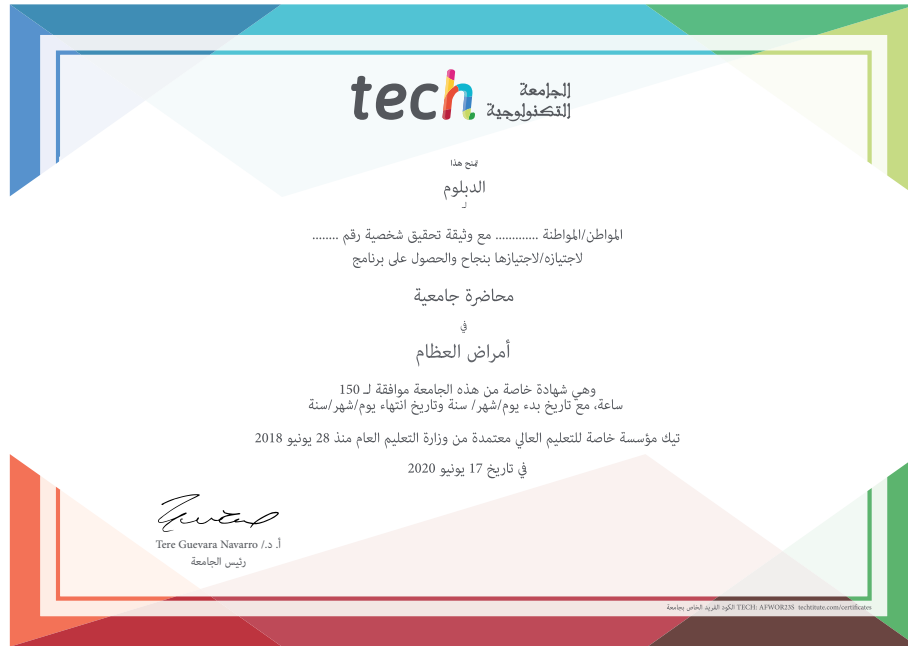 tech
الجامعة
التكنولوجية
تمنح هذا
الدبلوم
لـ
المواطن/المواطنة ............. مع وثيقة تحقيق شخصية رقم ........
لاجتيازه/لاجتيازها بنجاح والحصول على برنامج
محاضرة جامعية
في
أمراض العظام
وهي شهادة خاصة من هذه الجامعة موافقة لـ 150
ساعة، مع تاريخ بدء يوم/شهر/ سنة وتاريخ انتهاء يوم/شهر/سنة
تيك مؤسسة خاصة للتعليم العالي معتمدة من وزارة التعليم العام منذ 28 يونيو 2018
في تاريخ 17 يونيو 2020
أ. د./ Tere Guevara Navarro
رئيس الجامعة
الكود الفريد الخاص بجامعة TECH: AFWOR23S techtitute.com/certificates